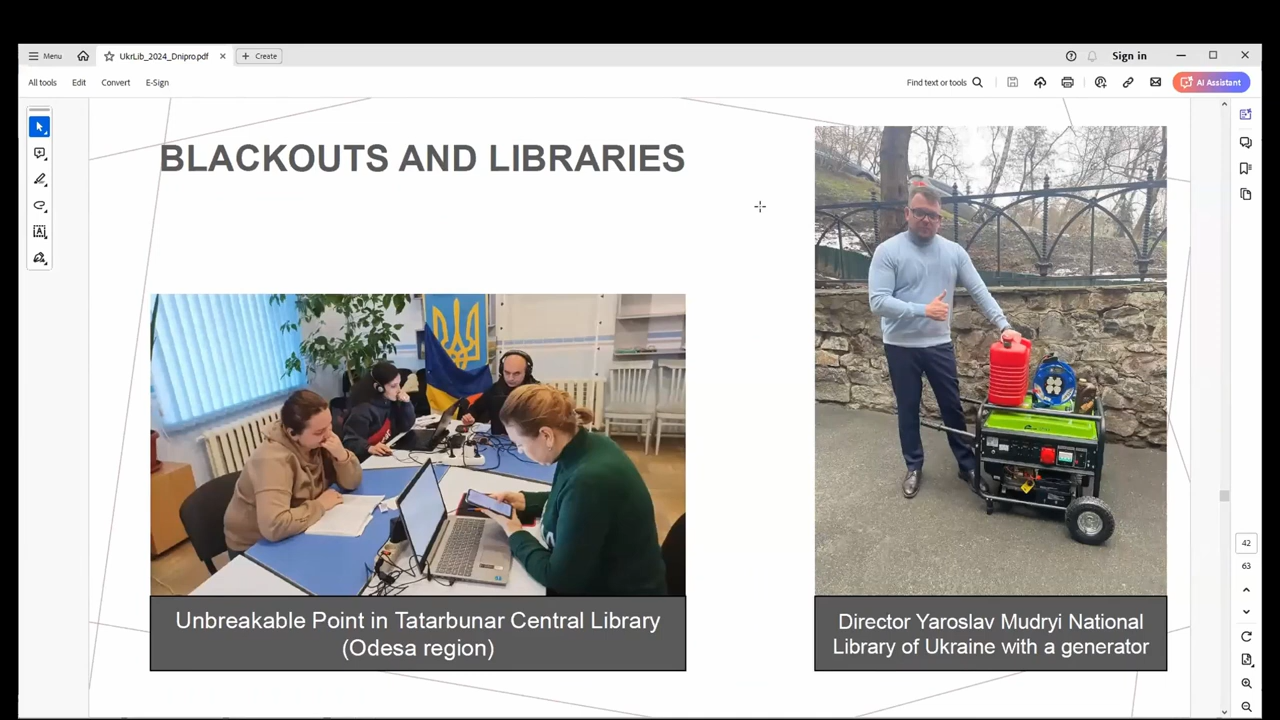 Menu
UkrLib_2024_Dnipro.pdf
Create
Sign in
All tools
Edit
Convert
E-Sign
Find text or tools
AI Assistant
BLACKOUTS AND LIBRARIES
Unbreakable Point in Tatarbunar Central Library
(Odesa region)
Director Yaroslav Mudryi National
Library of Ukraine with a generator
42
63